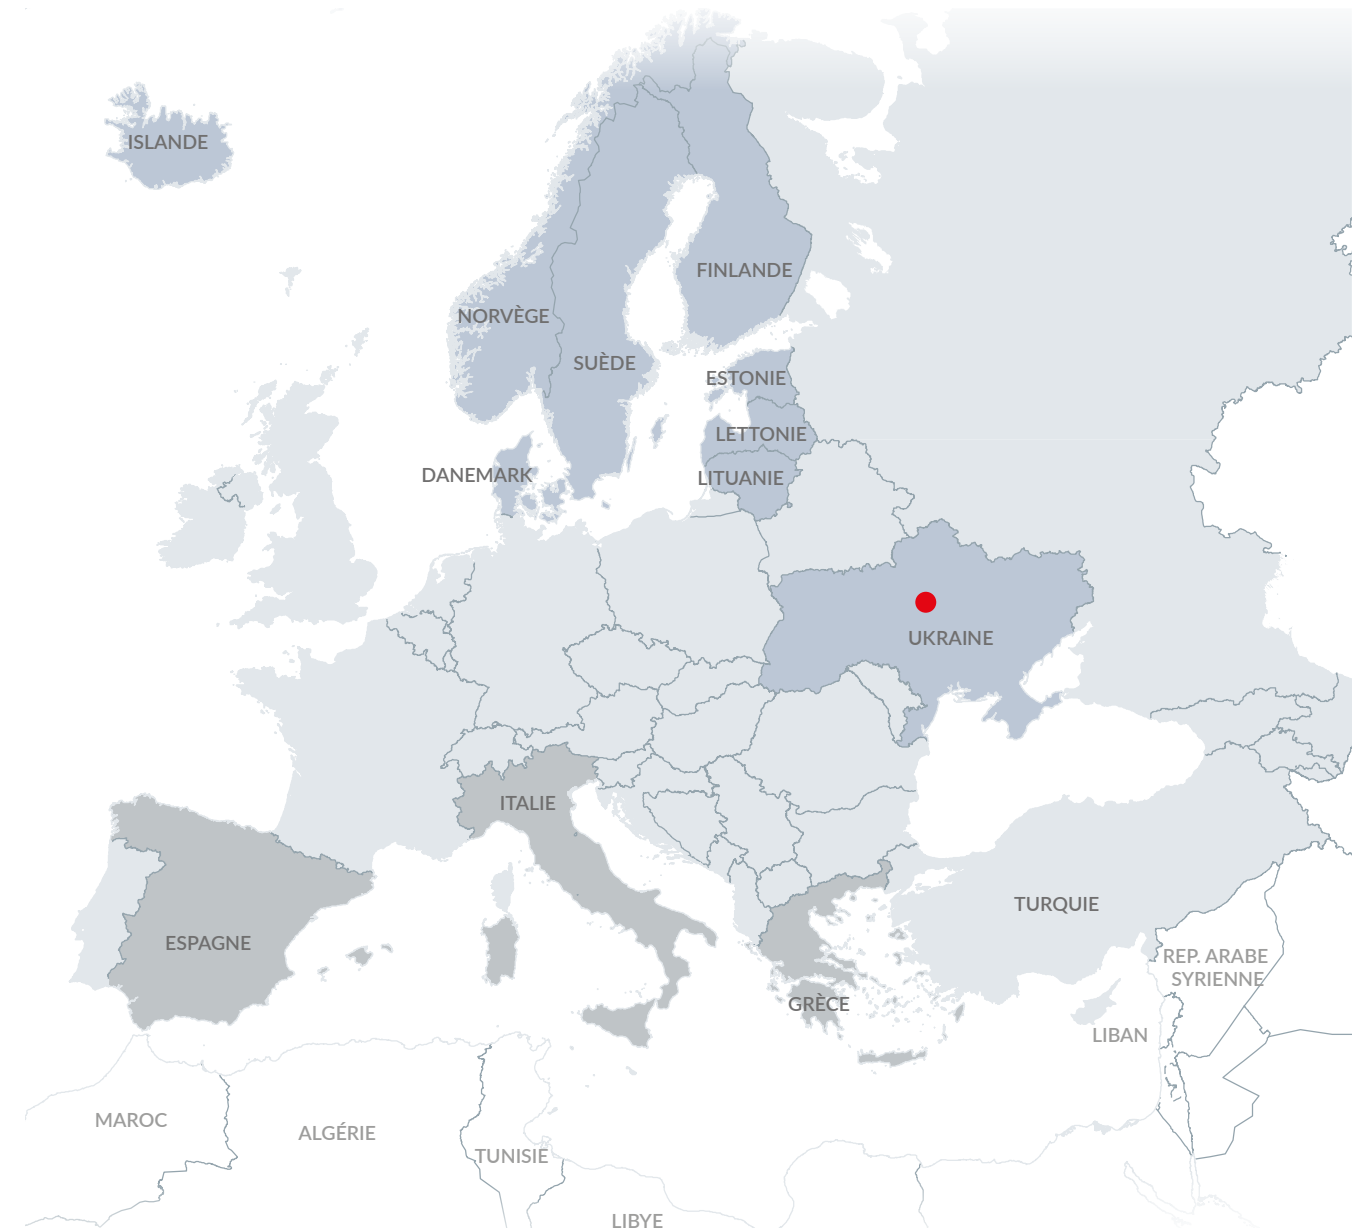 ISLANDE
FINLANDE
NORVÈGE
SUÈDE
ESTONIE
LETTONIE
DANEMARK
LITUANIE
UKRAINE
ITALIE
TURQUIE
ESPAGNE
REP. ARABE
SYRIENNE
GRÈCE
LIBAN
MAROC
ALGÉRIE
TUNISIE
LIBYE